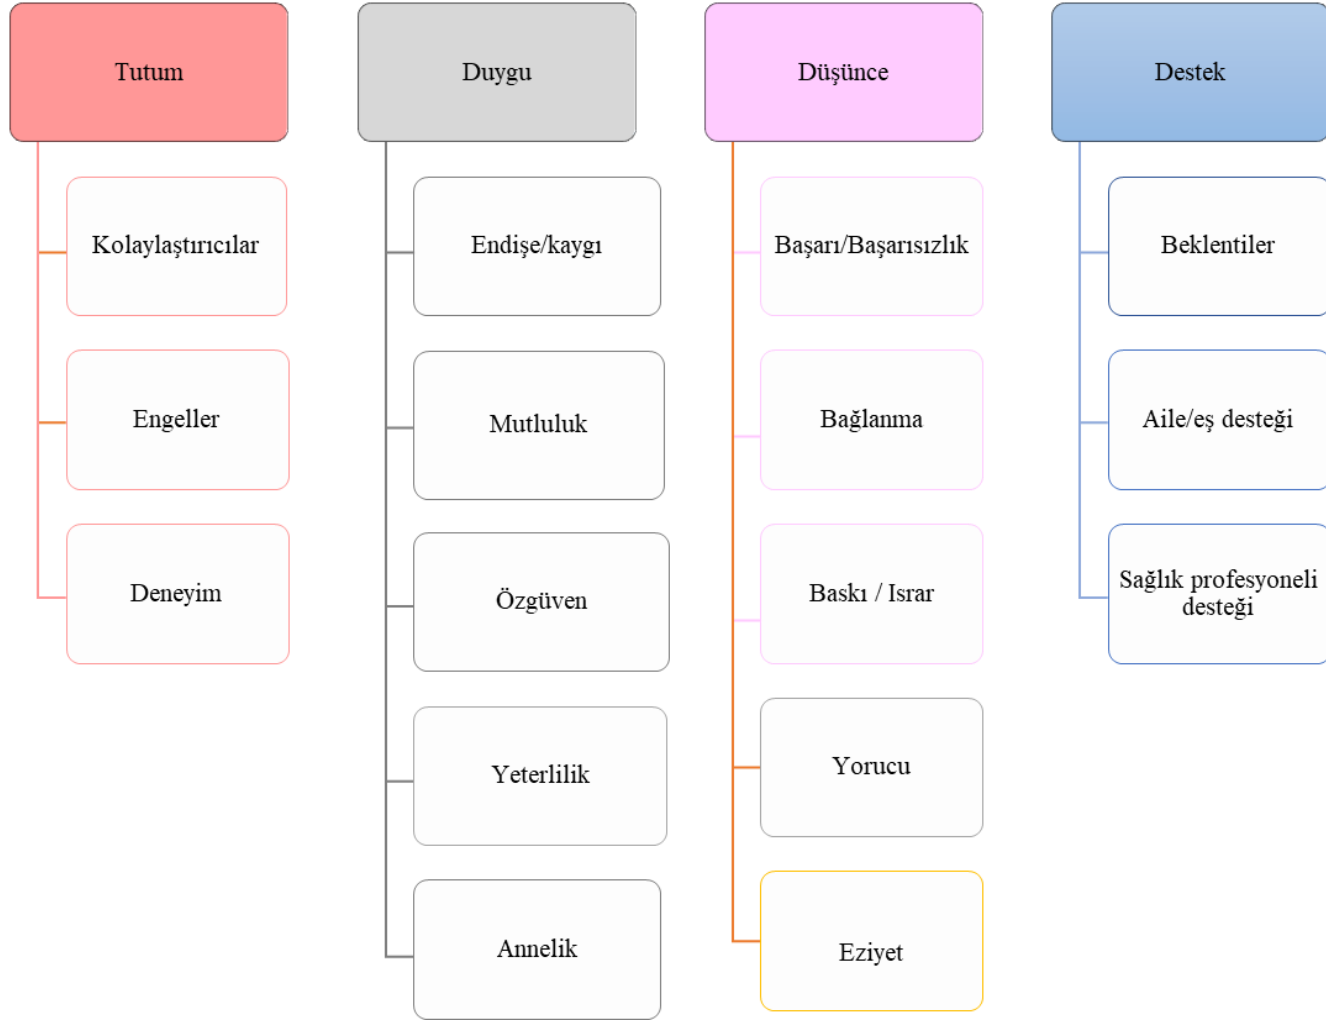 Tutum
Kolaylaştırıcılar
Engeller
Deneyim
Duygu
Endişe/kaygı
Mutluluk
Özgüven
Yeterlilik
Annelik
Düşünce
Başarı/Başarısızlık
Bağlanma
Baskı / Israr
Yorucu
Eziyet
Destek
Beklentiler
Aile/eş desteği
Sağlık profesyoneli
desteği